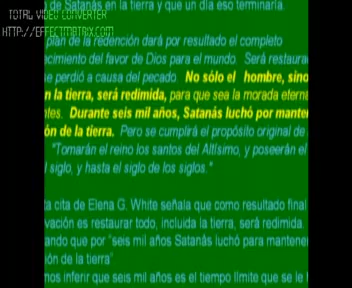 de Satanás en la tierra y que un día eso terminaría.
TOTAL VIDEO CONVERTER
HTTP://EFFECTMATRIX.COM
plan de la redención dará por resultado el completo
cimiento del favor de Dios para el mundo. Será restaura
e perdió a causa del pecado. No sólo el hombre, sino
n la tierra, será redimida, para que sea la morada eterna
ntes. Durante seis mil años, Satanás luchó por manter
ón de la tierra. Pero se cumplirá el propósito original de
"Tomarán el reino los santos del Altísimo, y poseerán el
l siglo, y hasta el siglo de los siglos."
ta cita de Elena G. White señala que como resultado final
vación es restaurar todo, incluida la tierra, será redimida.
ando que por "seis mil años Satanás luchó para mantener
ón de la tierra"
mos inferir que seis mil años es el tiempo límite que se le l